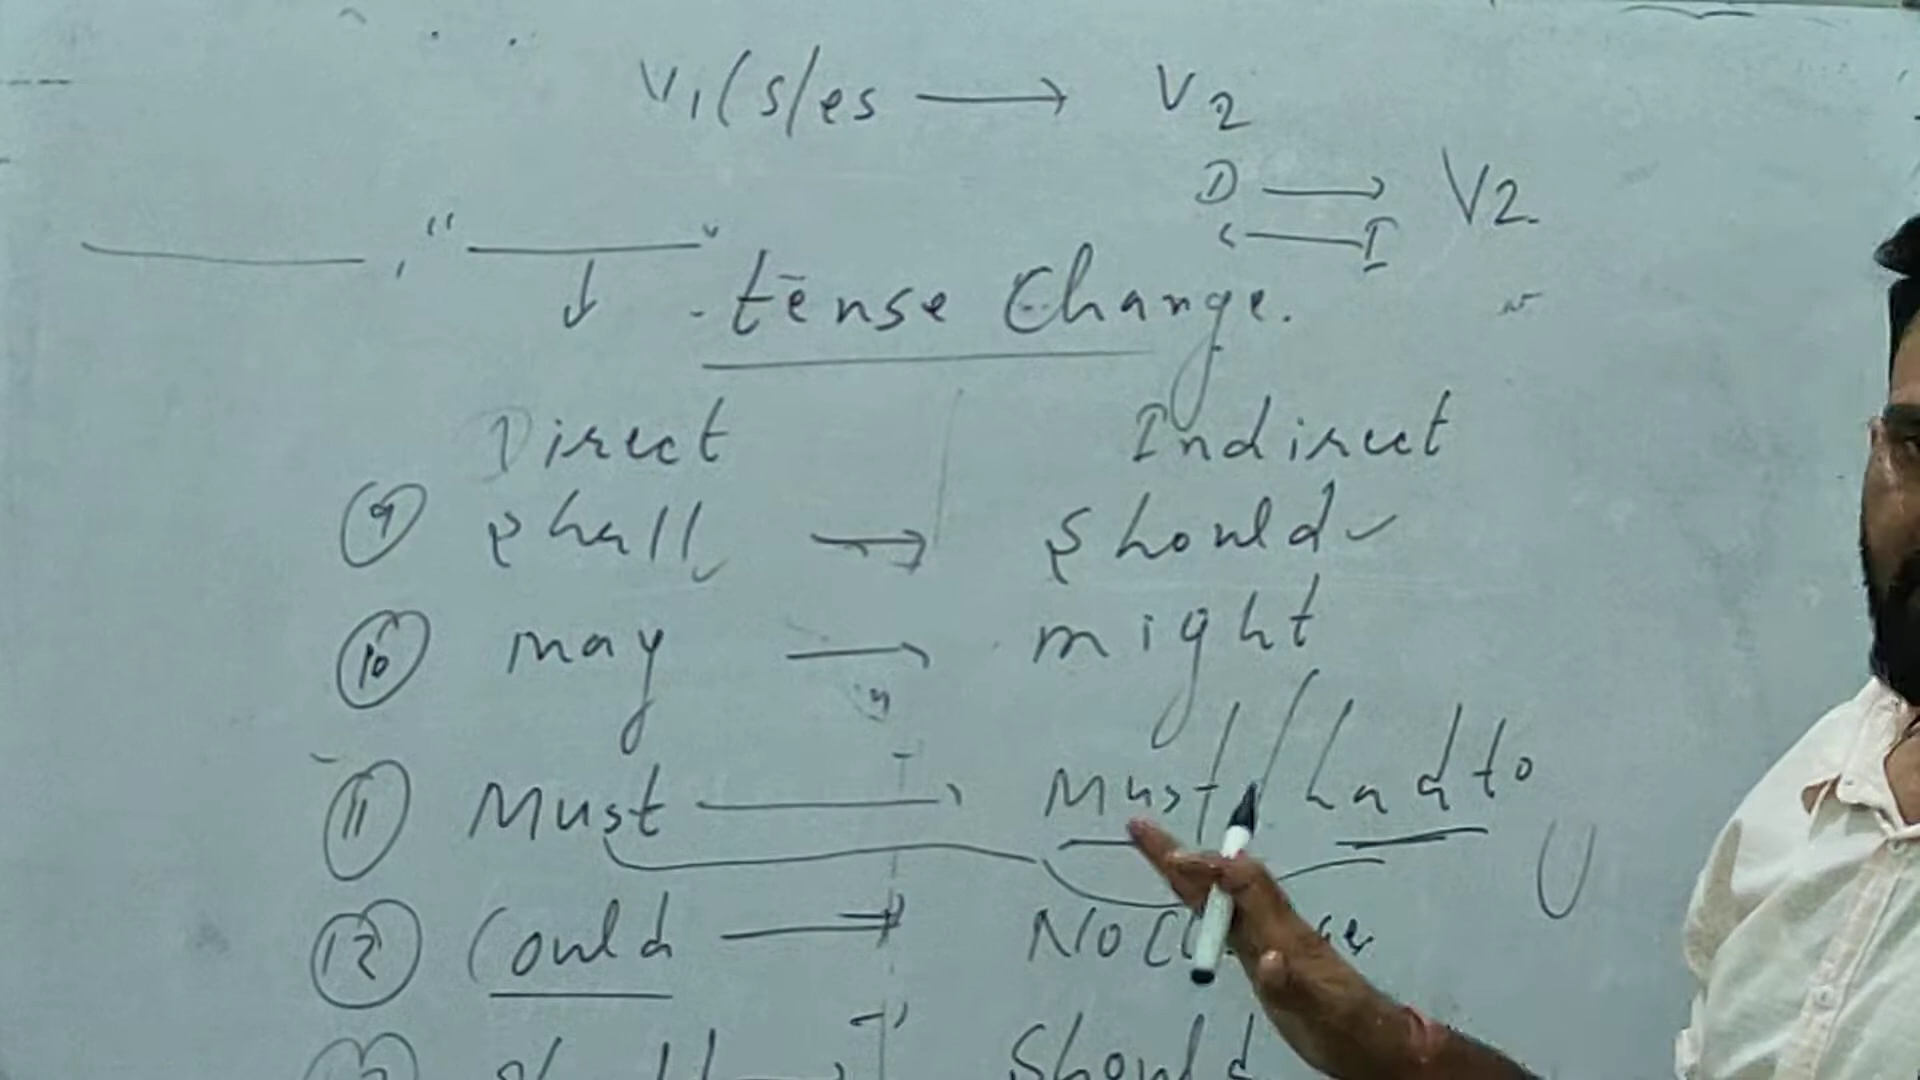 V1(s/es → V2
D → V2
← I
, " "
↓ tense Change.
Direct Indirect
9 shall → should
10 may → might
11 Must → Must / had to
12 Could → No
Should